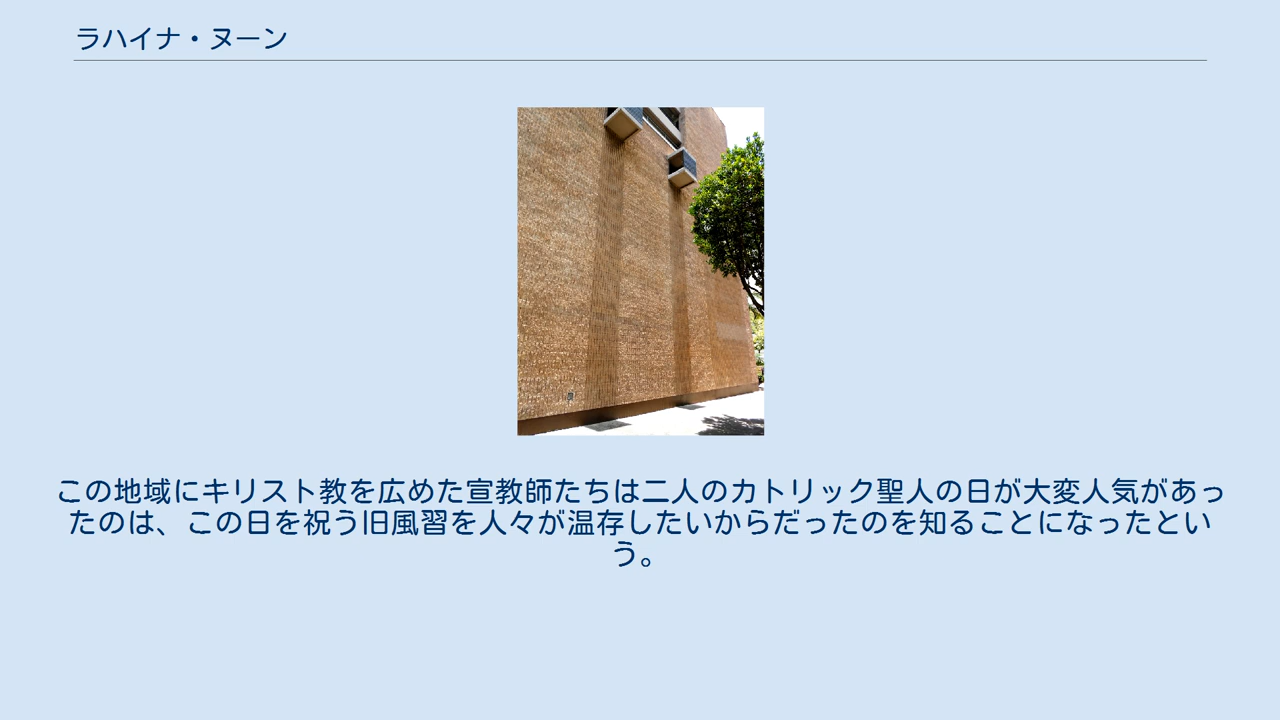 ラハイナ・ヌーン
この地域にキリスト教を広めた宣教師たちは二人のカトリック聖人の日が大変人気があっ
たのは、この日を祝う旧風習を人々が温存したいからだったのを知ることになったとい
う。